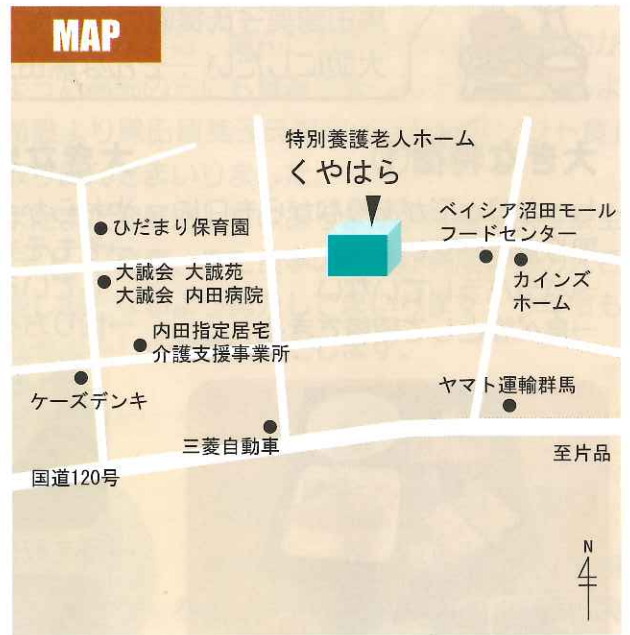 MAP
特別養護老人ホーム
くやはら
ベイシア沼田モール
フードセンター
ひだまり保育園
カインズ
ホーム
大誠会 大誠苑
大誠会 内田病院
内田指定居宅
介護支援事業所
ケーズデンキ
ヤマト運輸群馬
三菱自動車
至片品
国道120号
N